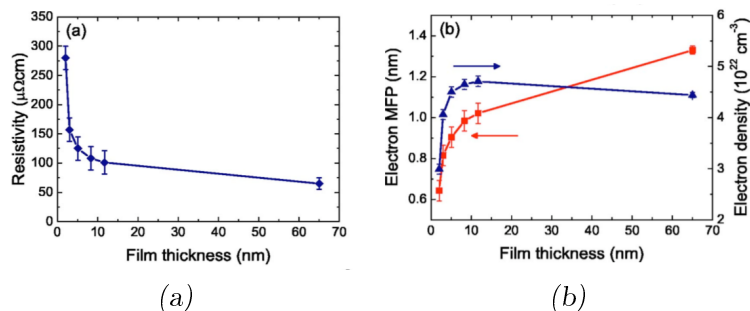 (a)
350
300
250
200
150
100
50
0
Resistivity (μΩcm)
0 10 20 30 40 50 60 70
Film thickness (nm)
(b)
1.4
1.2
1.0
0.8
0.6
Electron MFP (nm)
6
5
4
3
2
Electron density (10²² cm⁻³)
0 10 20 30 40 50 60 70
Film thickness (nm)
(a)
(b)